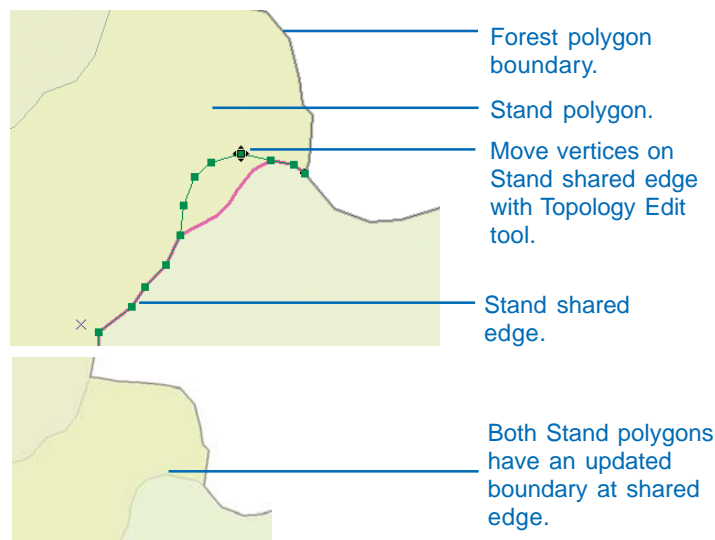 Forest polygon
boundary.
Stand polygon.
Move vertices on
Stand shared edge
with Topology Edit
tool.
Stand shared
edge.
Both Stand polygons
have an updated
boundary at shared
edge.